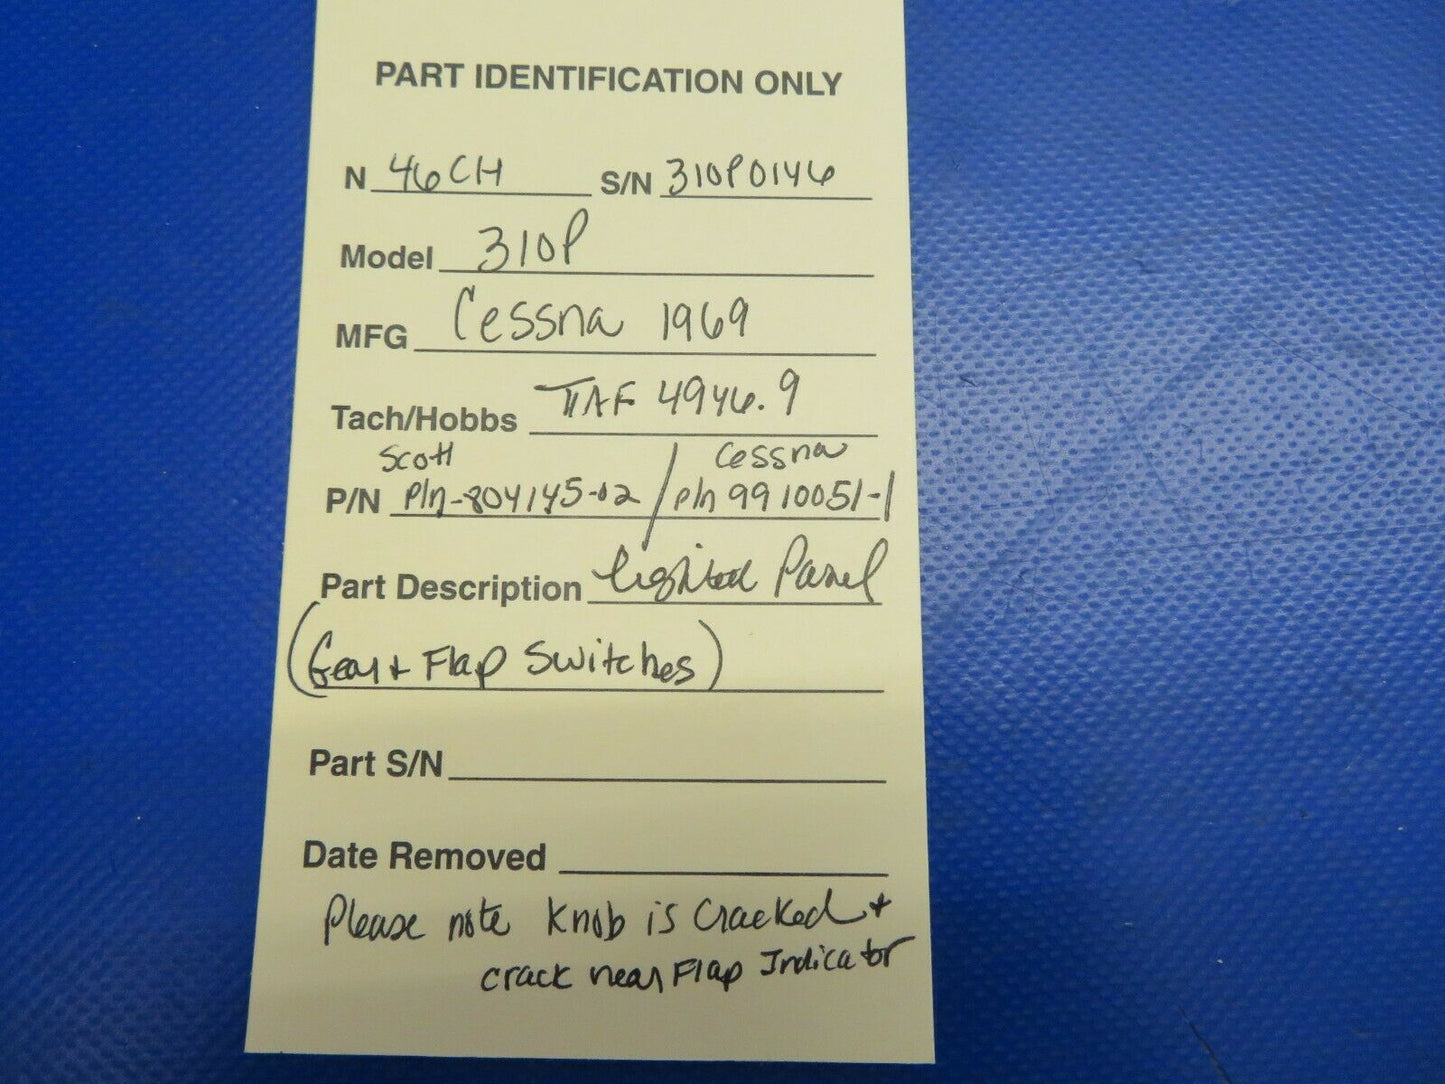 PART IDENTIFICATION ONLY
N 46CH S/N 310P0146
Model 310P
MFG Cessna 1969
Tach/Hobbs TTAF 4946.9
Scott Cessna
P/N P/n-804145-02 / P/n 9910051-1
Part Description lighted Panel
(Gear + Flap Switches)
Part S/N
Date Removed
Please note Knob is Cracked +
crack near Flap Indicator